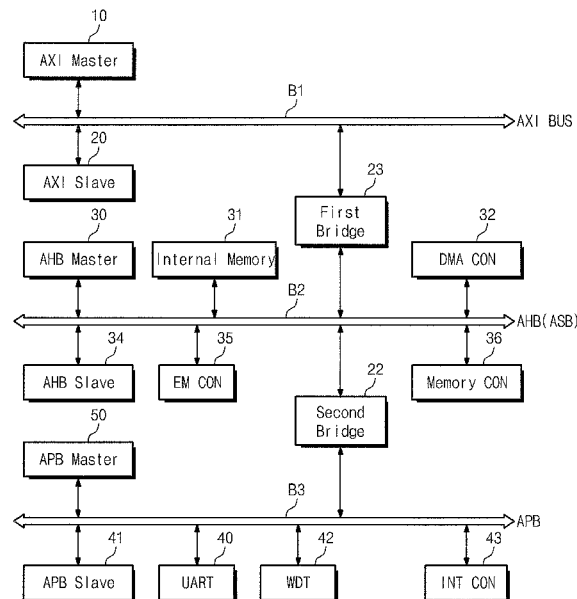 10
AXI Master
B1
AXI BUS
20
AXI Slave
23
First
Bridge
30
AHB Master
31
Internal Memory
32
DMA CON
B2
AHB(ASB)
34
AHB Slave
35
EM CON
22
Second
Bridge
36
Memory CON
50
APB Master
B3
APB
41
APB Slave
40
UART
42
WDT
43
INT CON